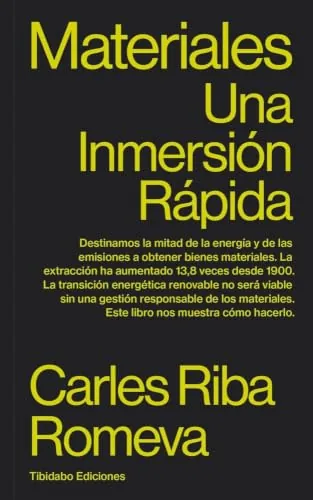 Materiales
Una
Inmersión
Rápida
Destinamos la mitad de la energía y de las
emisiones a obtener bienes materiales. La
extracción ha aumentado 13,8 veces desde 1900.
La transición energética renovable no será viable
sin una gestión responsable de los materiales.
Este libro nos muestra cómo hacerlo.
Carles Riba
Romeva
Tibidabo Ediciones